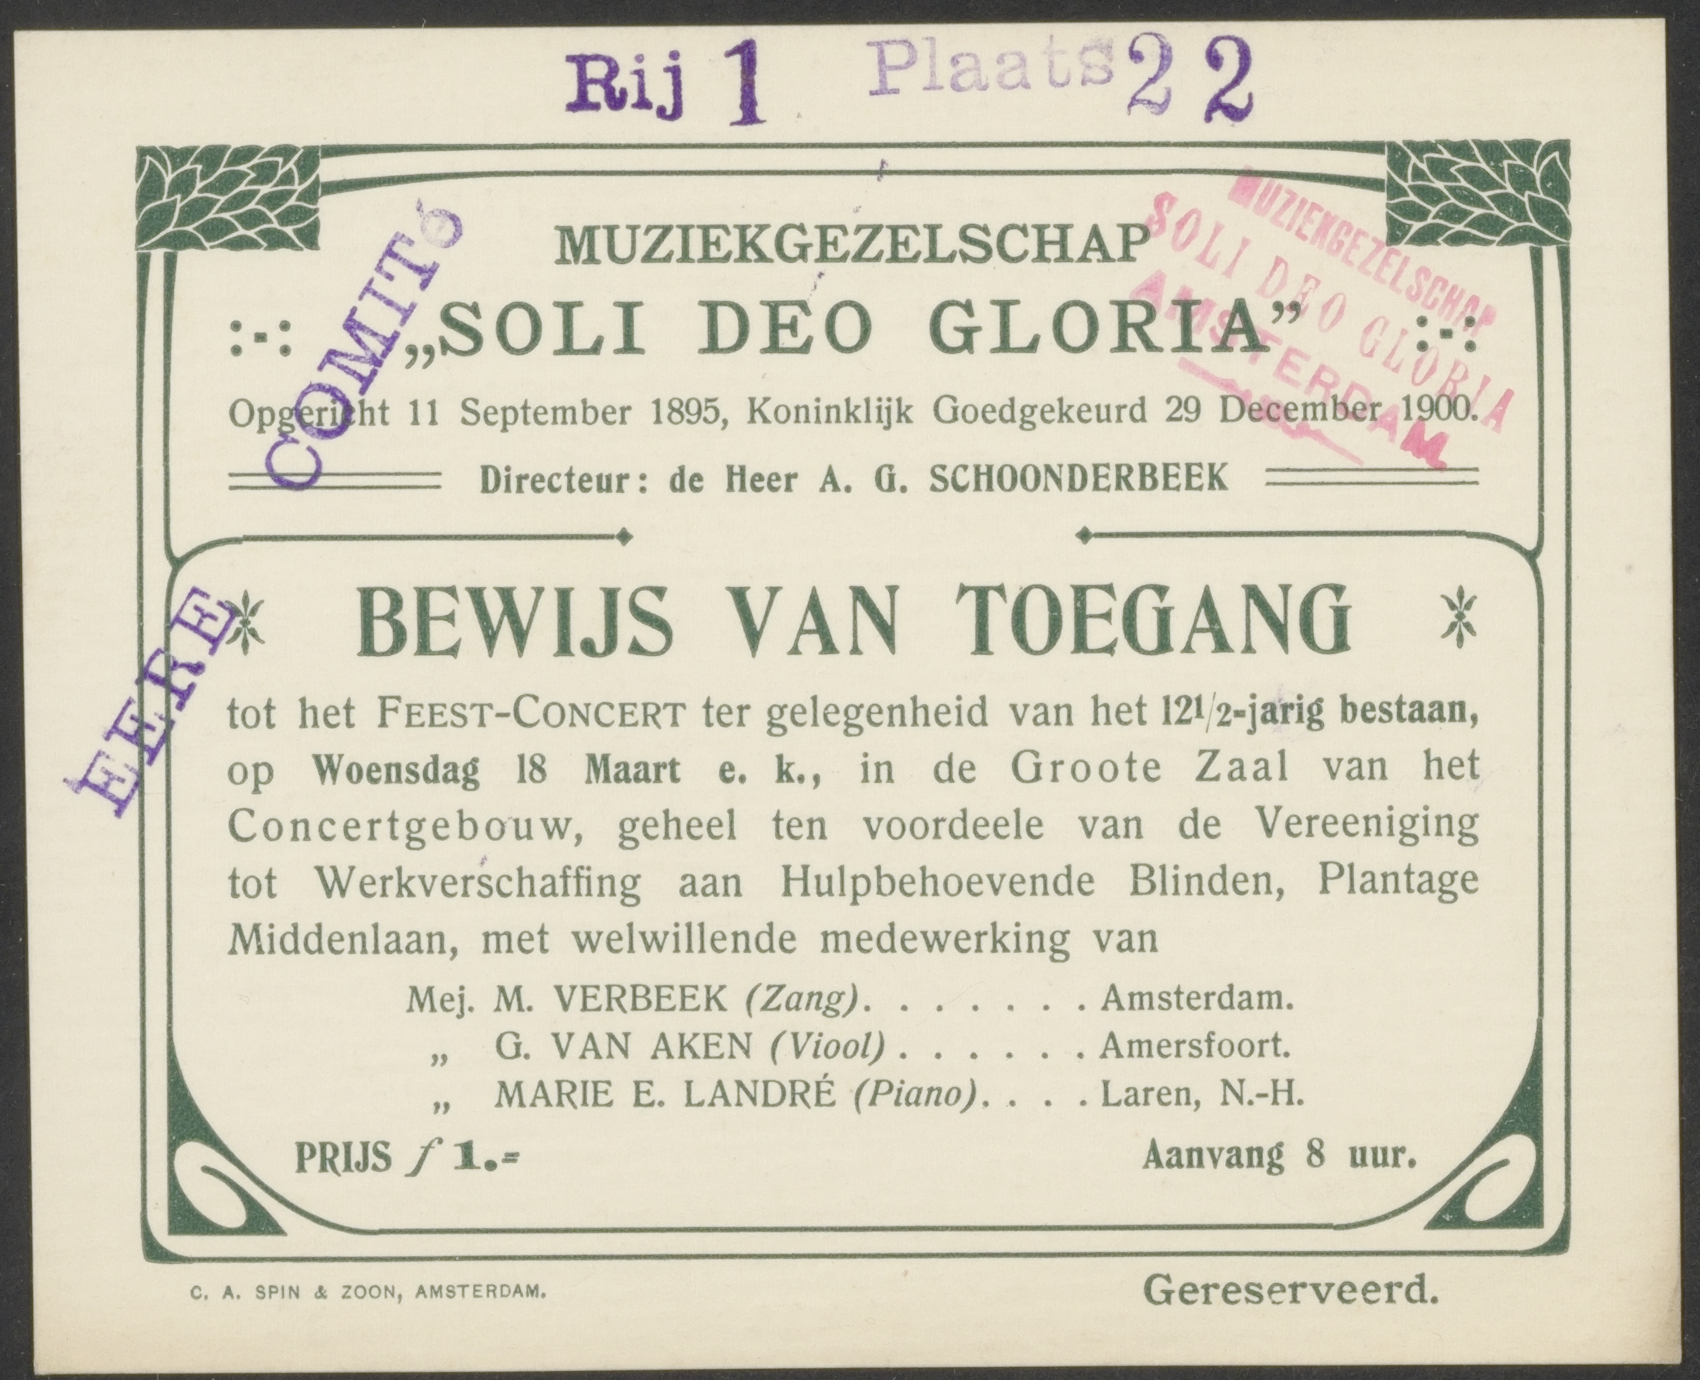 Rij 1 Plaats 22
MUZIEKGEZELSCHAP
:-: „SOLI DEO GLORIA” :-:
Opgericht 11 September 1895, Koninklijk Goedgekeurd 29 December 1900.
Directeur: de Heer A. G. SCHOONDERBEEK
MUZIEKGEZELSCHAP
SOLI DEO GLORIA
AMSTERDAM
EERE COMITé
BEWIJS VAN TOEGANG
tot het FEEST-CONCERT ter gelegenheid van het 12 1/2-jarig bestaan,
op Woensdag 18 Maart e. k., in de Groote Zaal van het
Concertgebouw, geheel ten voordeele van de Vereeniging
tot Werkverschaffing aan Hulpbehoevende Blinden, Plantage
Middenlaan, met welwillende medewerking van
Mej. M. VERBEEK (Zang). . . . . . . Amsterdam.
„ G. VAN AKEN (Viool) . . . . . . Amersfoort.
„ MARIE E. LANDRÉ (Piano). . . . Laren, N.-H.
PRIJS f 1.= Aanvang 8 uur.
C. A. SPIN & ZOON, AMSTERDAM. Gereserveerd.